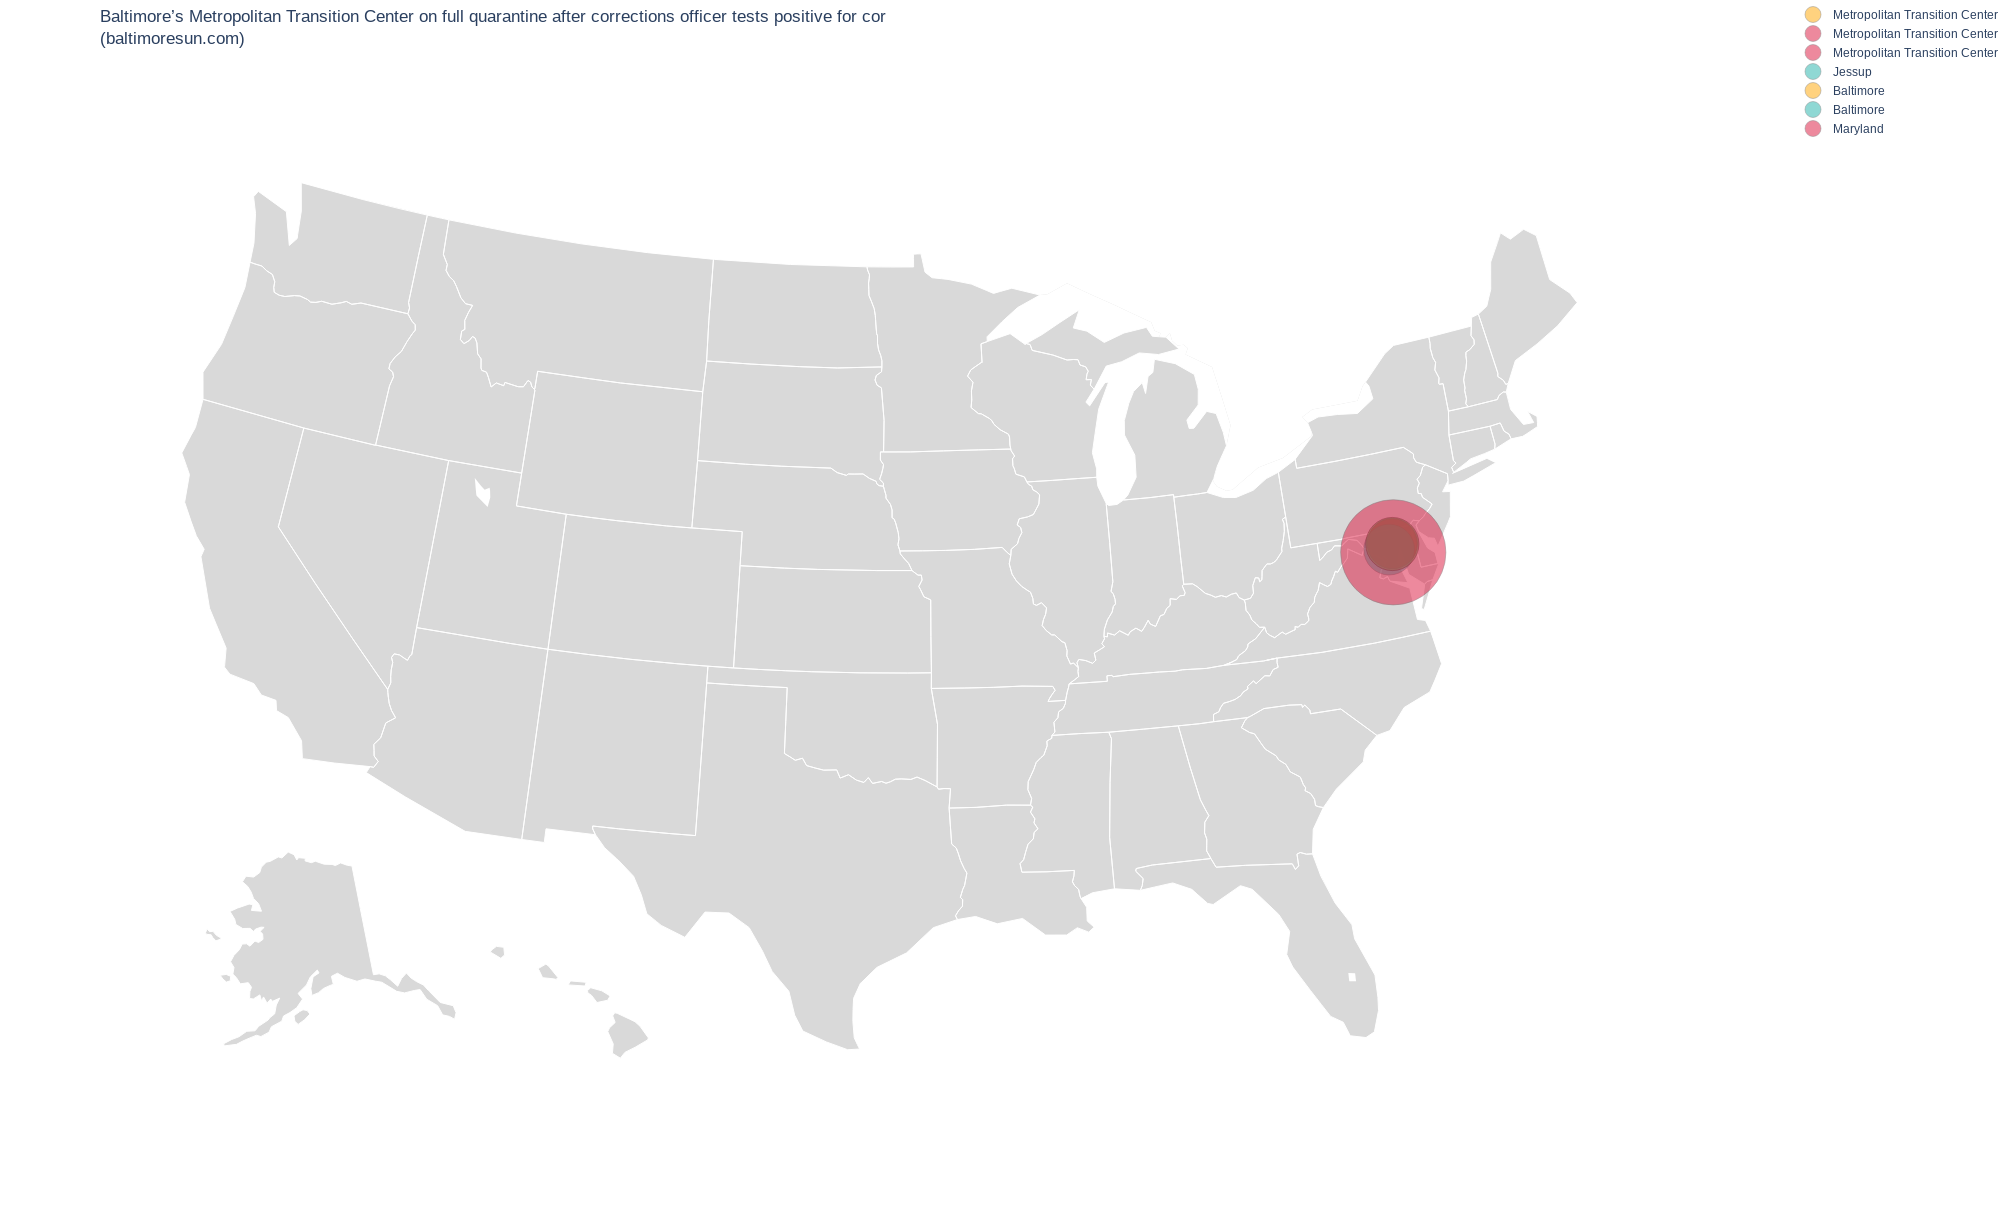 Baltimore’s Metropolitan Transition Center on full quarantine after corrections officer tests positive for cor
(baltimoresun.com)
Metropolitan Transition Center
Metropolitan Transition Center
Metropolitan Transition Center
Jessup
Baltimore
Baltimore
Maryland